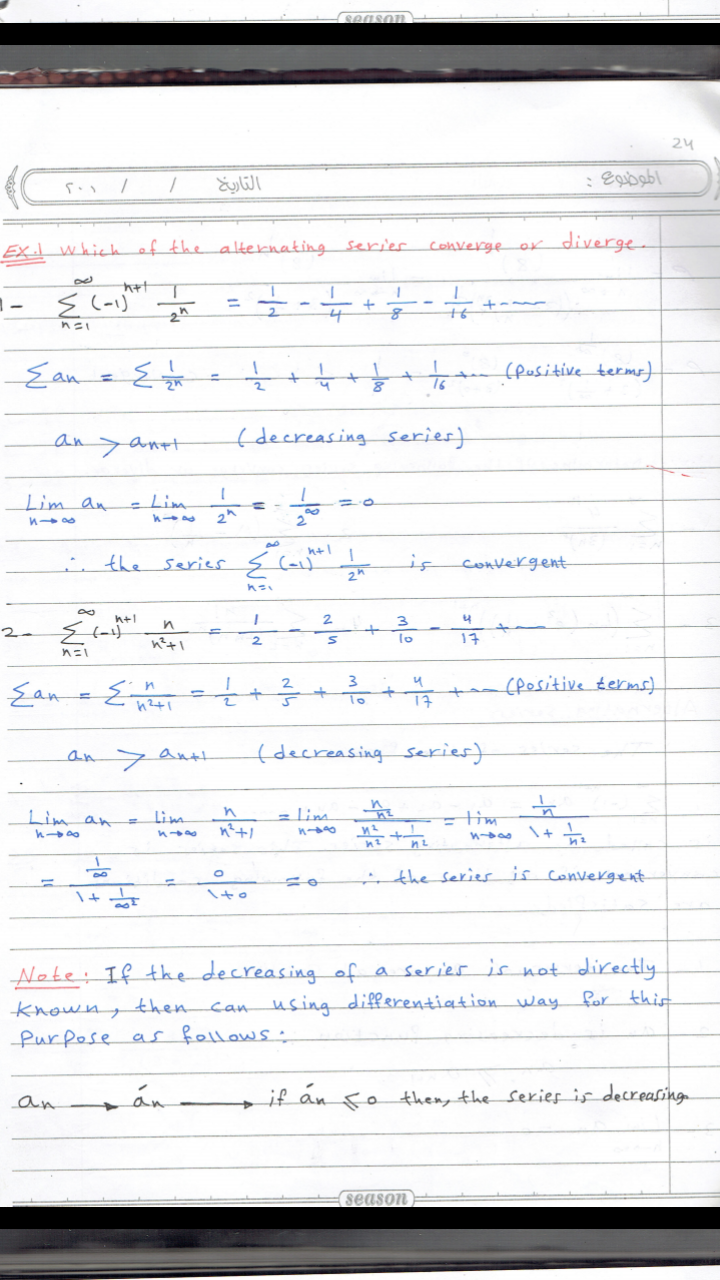 season
24
الموضوع :
التاريخ / / ٢٠١
EX.1 Which of the alternating series converge or diverge.
1- ∑_{n=1}^{∞} (-1)^{n+1} 1/2^n = 1/2 - 1/4 + 1/8 - 1/16 + -----
∑an = ∑ 1/2^n = 1/2 + 1/4 + 1/8 + 1/16 + --- (Positive terms)
an > an+1 (decreasing series)
Lim_{n→∞} an = Lim_{n→∞} 1/2^n = 1/2^∞ = 0
∴ the series ∑_{n=1}^{∞} (-1)^{n+1} 1/2^n is convergent
2- ∑_{n=1}^{∞} (-1)^{n+1} n/(n²+1) = 1/2 - 2/5 + 3/10 - 4/17 + -----
∑an = ∑ n/(n²+1) = 1/2 + 2/5 + 3/10 + 4/17 + --- (Positive terms)
an > an+1 (decreasing series)
Lim_{n→∞} an = lim_{n→∞} n/(n²+1) = lim_{n→∞} (n/n²)/(n²/n² + 1/n²) = lim_{n→∞} (1/n)/(1 + 1/n²)
= (1/∞)/(1 + 1/∞²) = 0/(1+0) = 0 ∴ the series is convergent
Note: If the decreasing of a series is not directly
Known, then can using differentiation way for this
Purpose as follows:
an → án → if án ≤ 0 then, the series is decreasing
season